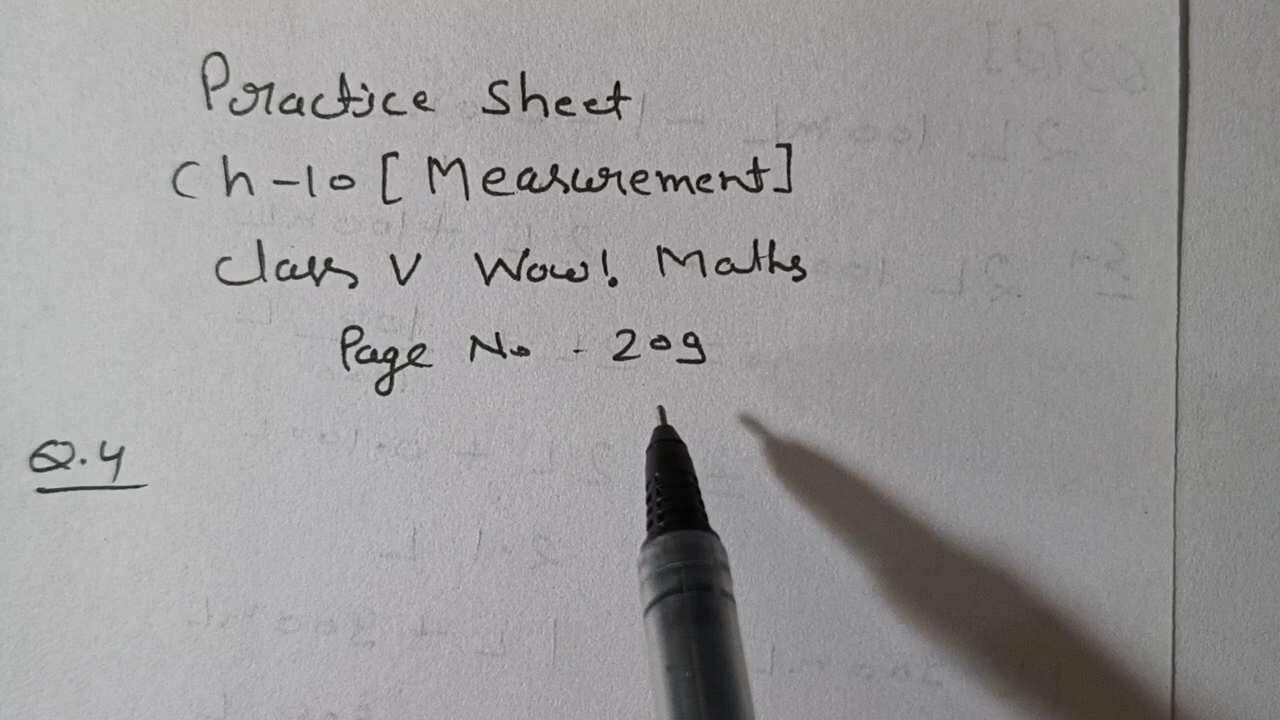 Practice Sheet
Ch-10 [Measurement]
Class V Wow! Maths
Page No - 209
Q.4